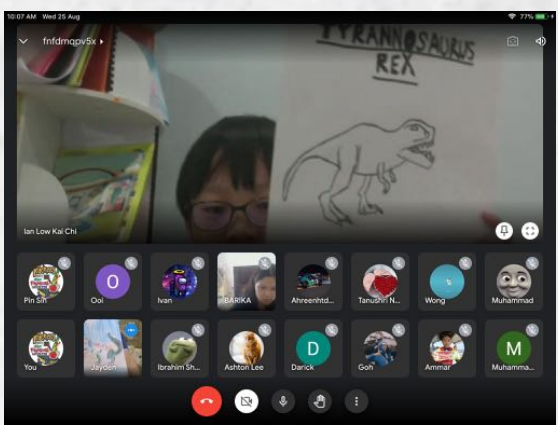 10:07 AM Wed 25 Aug
77%
fnfdmqpv5x
TYRANNOSAURUS
REX
Ian Low Kai Chi
Pin Sin
Ooi
Ivan
BARIKA
Ahreenhtd...
Tanushri N...
Wong
Muhammad
You
Jayden
Ibrahim Sh...
Ashton Lee
Darick
Goh
Ammar
Muhamma...
O
D
M